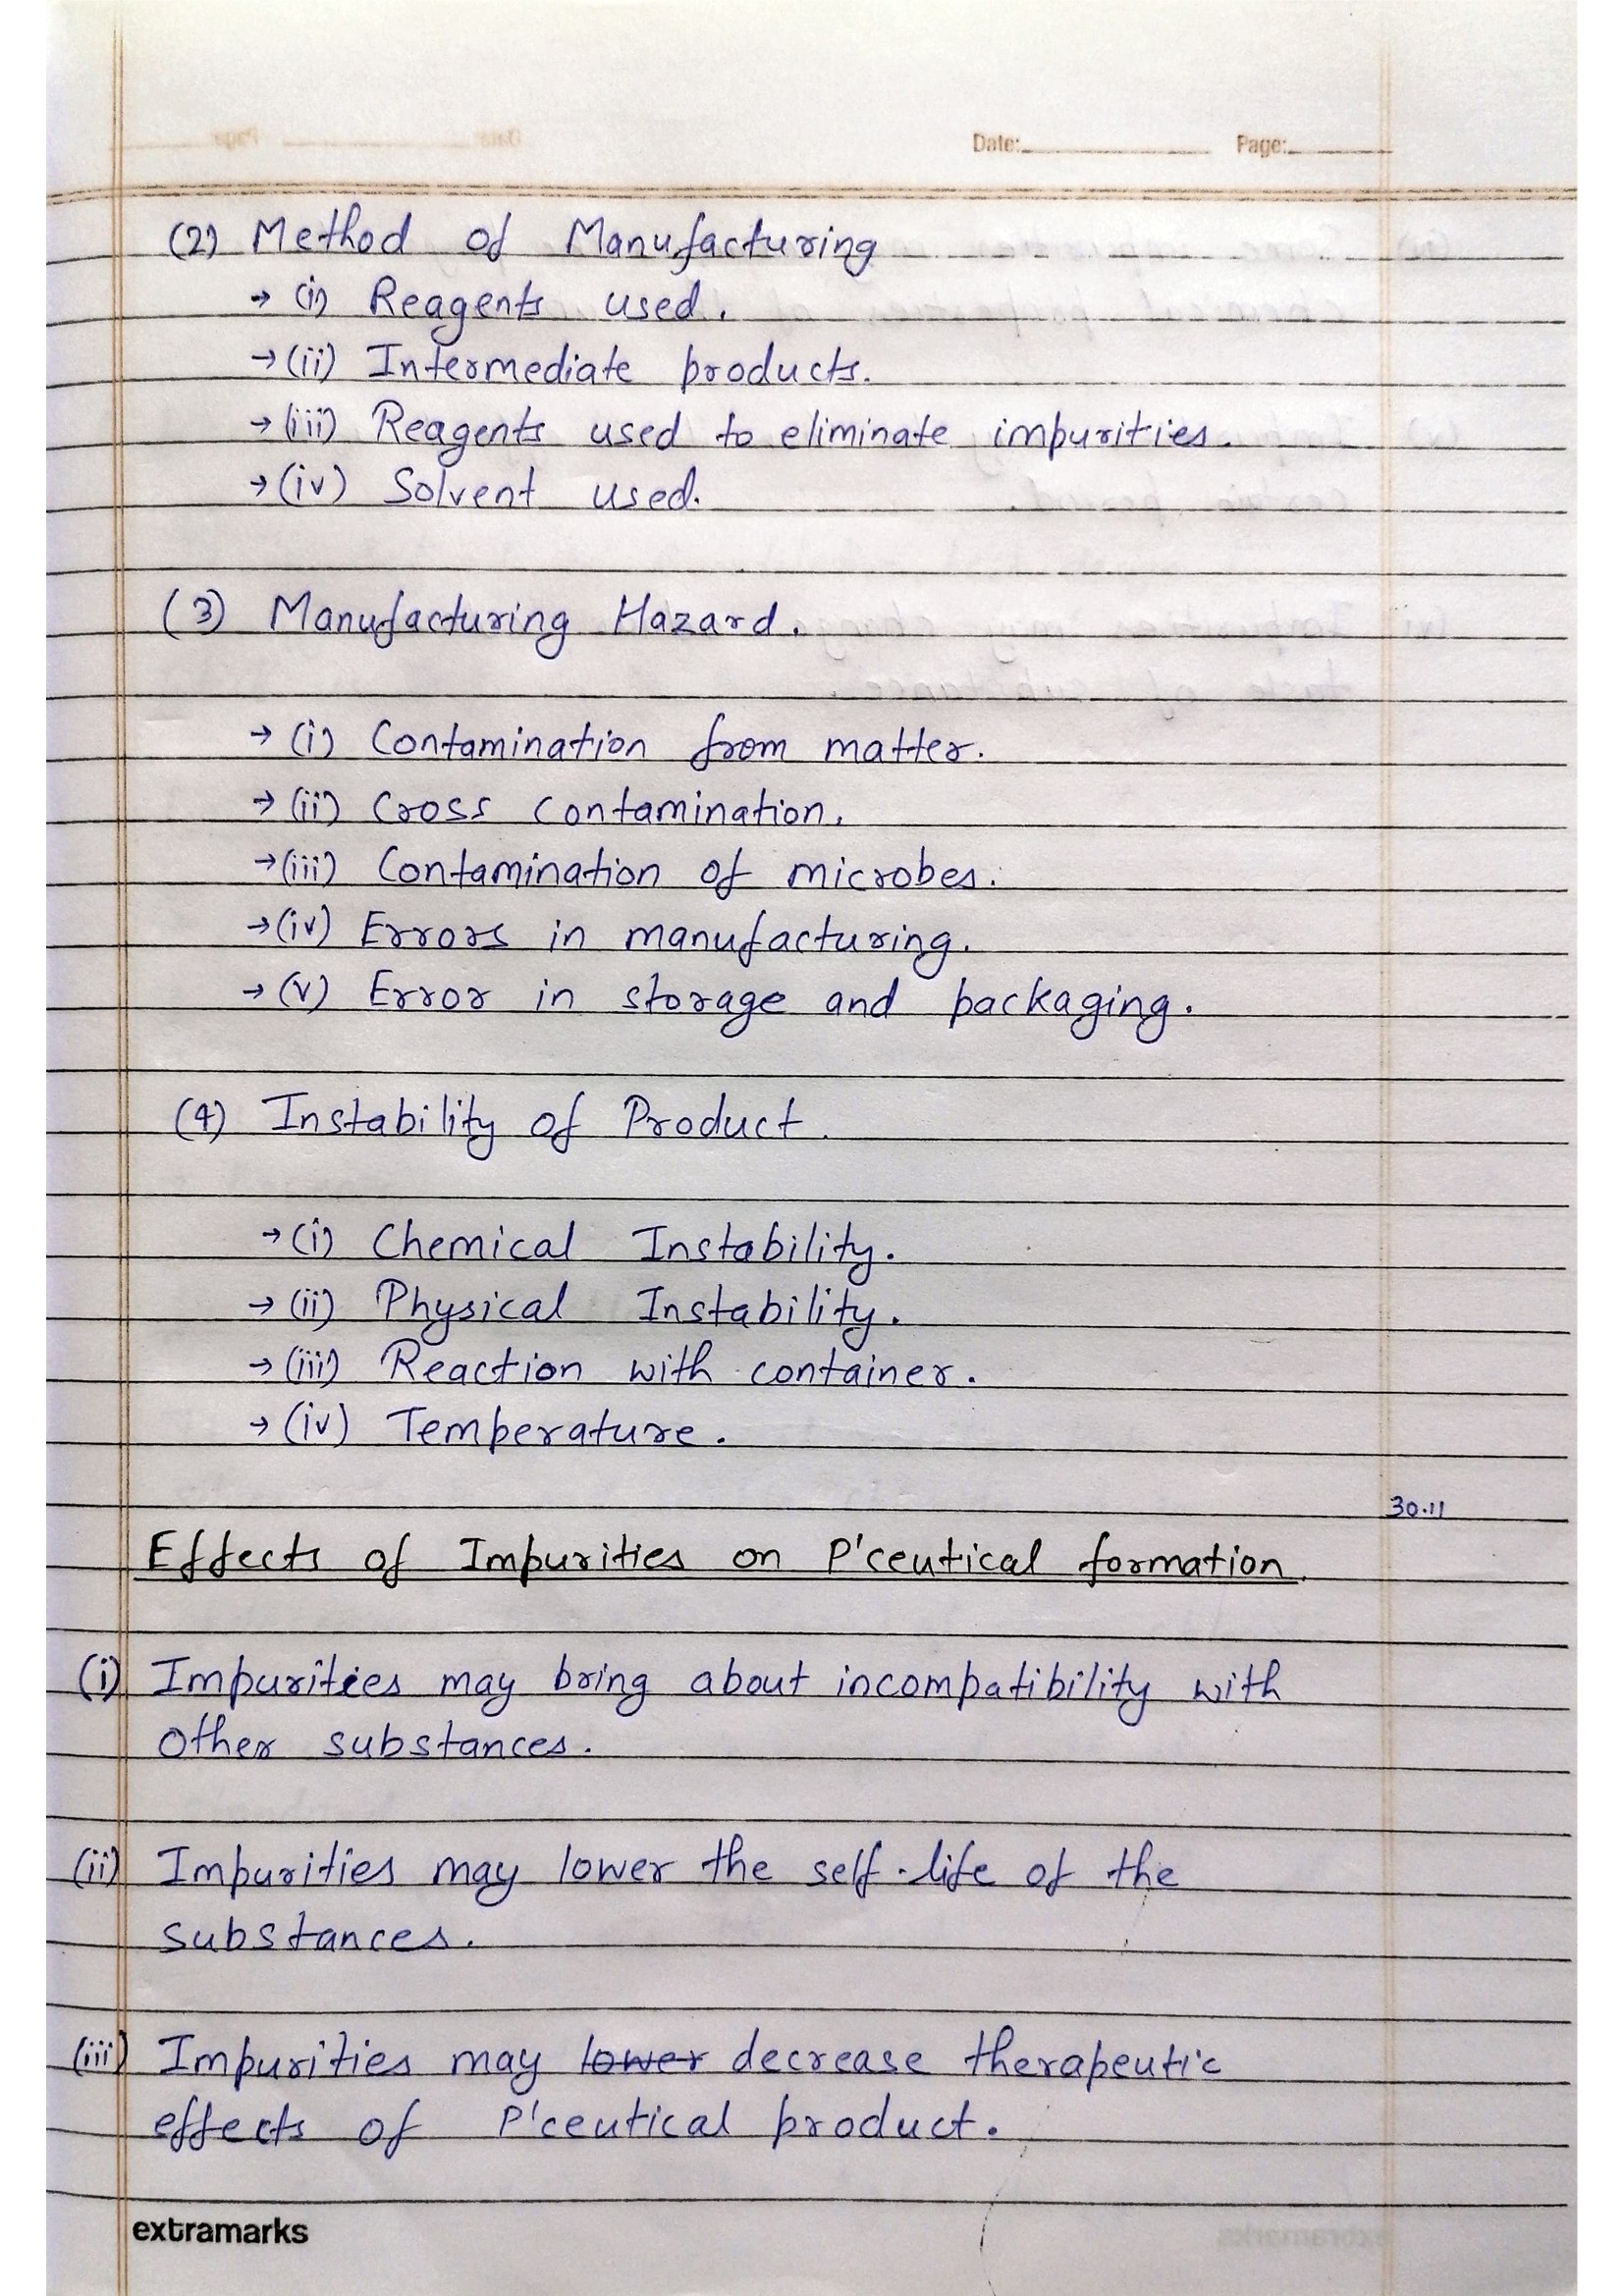 Date: Page:
(2) Method of Manufacturing
→ (i) Reagents used.
→ (ii) Intermediate products.
→ (iii) Reagents used to eliminate impurities.
→ (iv) Solvent used.
(3) Manufacturing Hazard.
→ (i) Contamination from matter.
→ (ii) Cross contamination.
→ (iii) Contamination of microbes.
→ (iv) Errors in manufacturing.
→ (v) Error in storage and packaging.
(4) Instability of Product.
→ (i) Chemical Instability.
→ (ii) Physical Instability.
→ (iii) Reaction with container.
→ (iv) Temperature.
30.11
Effects of Impurities on P'ceutical formation.
(i) Impurities may bring about incompatibility with
other substances.
(ii) Impurities may lower the self-life of the
substances.
(iii) Impurities may lower decrease therapeutic
effects of P'ceutical product.
extramarks